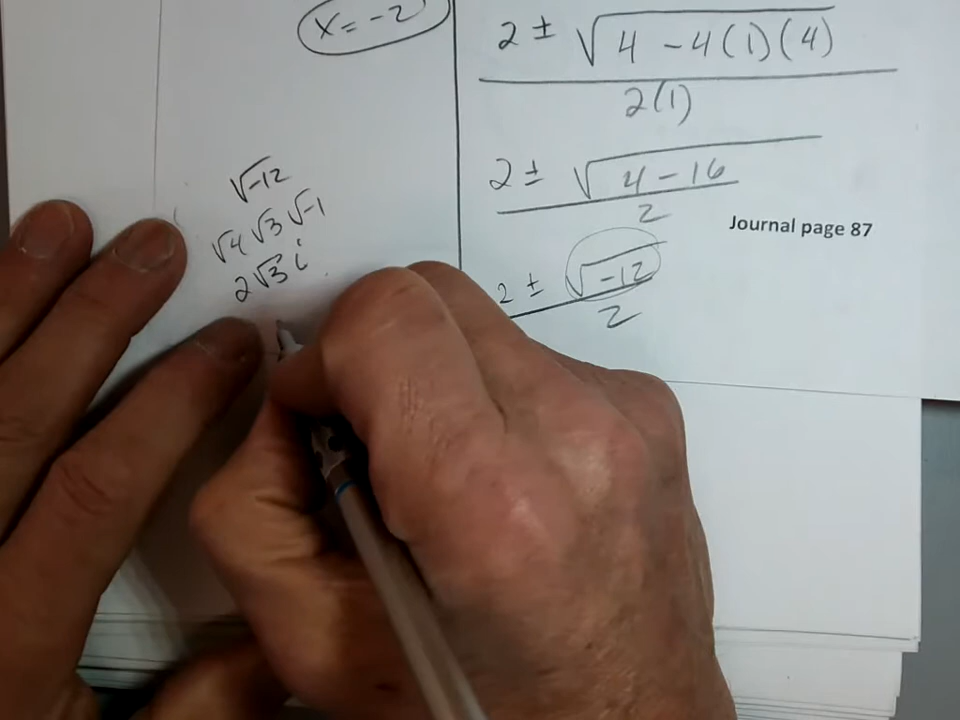 x = -2
√-12
√4 √3 √-1
2√3 i
2 ± √4 - 4(1)(4)
2(1)
2 ± √4 - 16
2
Journal page 87
2 ± √-12
2